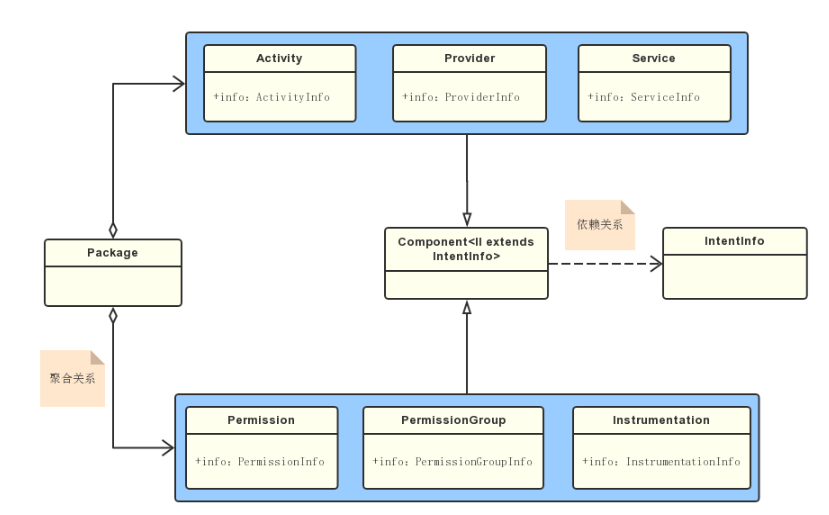 Activity
+info: ActivityInfo
Provider
+info: ProviderInfo
Service
+info: ServiceInfo
Package
Component<II extends
IntentInfo>
依赖关系
IntentInfo
聚合关系
Permission
+info: PermissionInfo
PermissionGroup
+info: PermissionGroupInfo
Instrumentation
+info: InstrumentationInfo